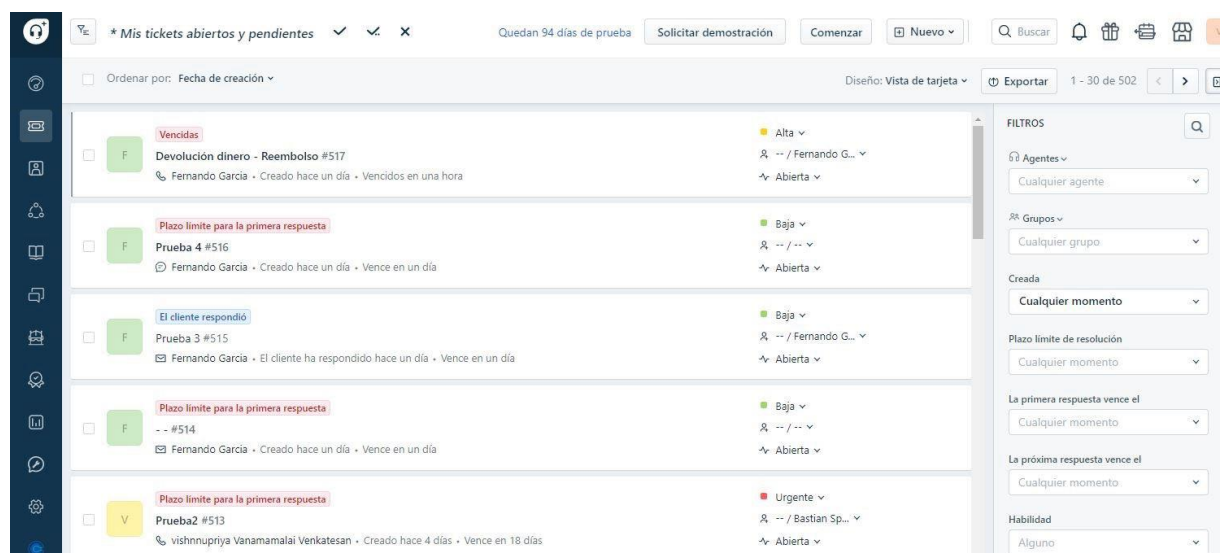 * Mis tickets abiertos y pendientes
Quedan 94 días de prueba
Solicitar demostración
Comenzar
Nuevo
Buscar
Ordenar por: Fecha de creación
Diseño: Vista de tarjeta
Exportar
1 - 30 de 502
Vencidas
F
Devolución dinero - Reembolso #517
Fernando Garcia • Creado hace un día • Vencidos en una hora
Alta
-- / Fernando G...
Abierta
Plazo límite para la primera respuesta
F
Prueba 4 #516
Fernando Garcia • Creado hace un día • Vence en un día
Baja
-- / --
Abierta
El cliente respondió
F
Prueba 3 #515
Fernando Garcia • El cliente ha respondido hace un día • Vence en un día
Baja
-- / Fernando G...
Abierta
Plazo límite para la primera respuesta
F
- - #514
Fernando Garcia • Creado hace un día • Vence en un día
Baja
-- / --
Abierta
Plazo límite para la primera respuesta
V
Prueba2 #513
vishnnupriya Vanamamalai Venkatesan • Creado hace 4 días • Vence en 18 días
Urgente
-- / Bastian Sp...
Abierta
FILTROS
Agentes
Cualquier agente
Grupos
Cualquier grupo
Creada
Cualquier momento
Plazo límite de resolución
Cualquier momento
La primera respuesta vence el
Cualquier momento
La próxima respuesta vence el
Cualquier momento
Habilidad
Alguno